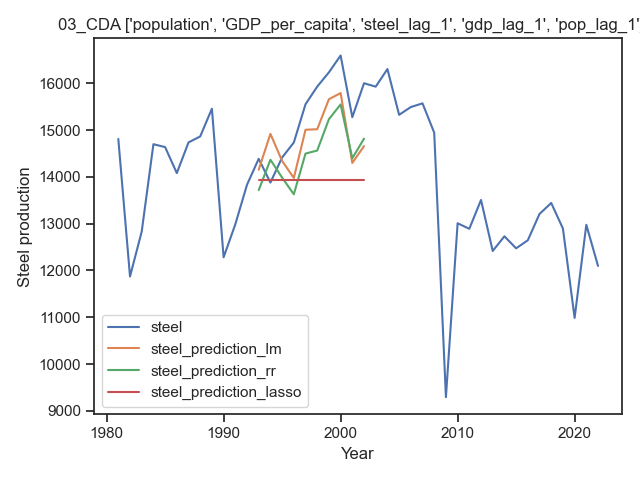 03_CDA ['population', 'GDP_per_capita', 'steel_lag_1', 'gdp_lag_1', 'pop_lag_1'
Steel production
16000
15000
14000
13000
12000
11000
10000
9000
steel
steel_prediction_lm
steel_prediction_rr
steel_prediction_lasso
1980
1990
2000
2010
2020
Year